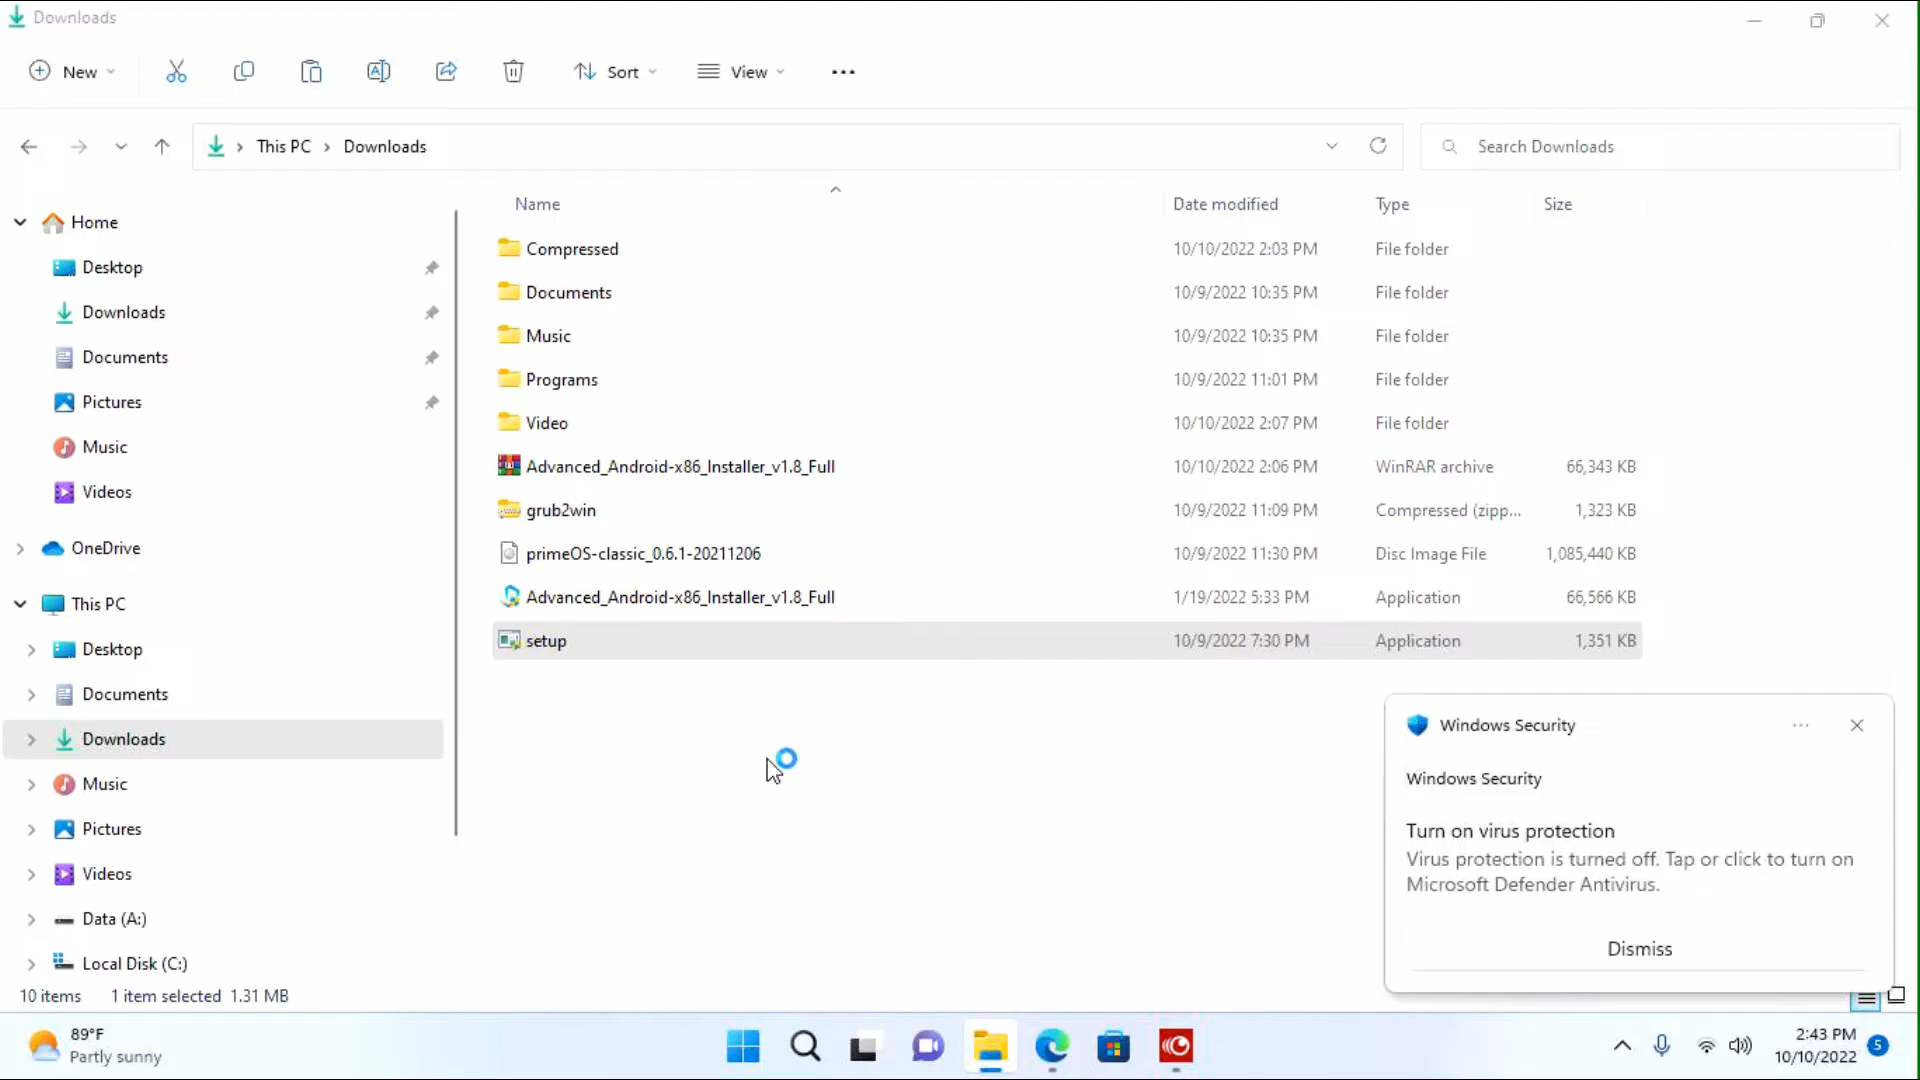 Downloads
New
Sort
View
This PC > Downloads
Search Downloads
Name Date modified Type Size
Home
Desktop
Downloads
Documents
Pictures
Music
Videos
OneDrive
This PC
Desktop
Documents
Downloads
Music
Pictures
Videos
Data (A:)
Local Disk (C:)
Compressed 10/10/2022 2:03 PM File folder
Documents 10/9/2022 10:35 PM File folder
Music 10/9/2022 10:35 PM File folder
Programs 10/9/2022 11:01 PM File folder
Video 10/10/2022 2:07 PM File folder
Advanced_Android-x86_Installer_v1.8_Full 10/10/2022 2:06 PM WinRAR archive 66,343 KB
grub2win 10/9/2022 11:09 PM Compressed (zipp... 1,323 KB
primeOS-classic_0.6.1-20211206 10/9/2022 11:30 PM Disc Image File 1,085,440 KB
Advanced_Android-x86_Installer_v1.8_Full 1/19/2022 5:33 PM Application 66,566 KB
setup 10/9/2022 7:30 PM Application 1,351 KB
Windows Security
Windows Security
Turn on virus protection
Virus protection is turned off. Tap or click to turn on
Microsoft Defender Antivirus.
Dismiss
10 items 1 item selected 1.31 MB
89°F
Partly sunny
2:43 PM
10/10/2022
5